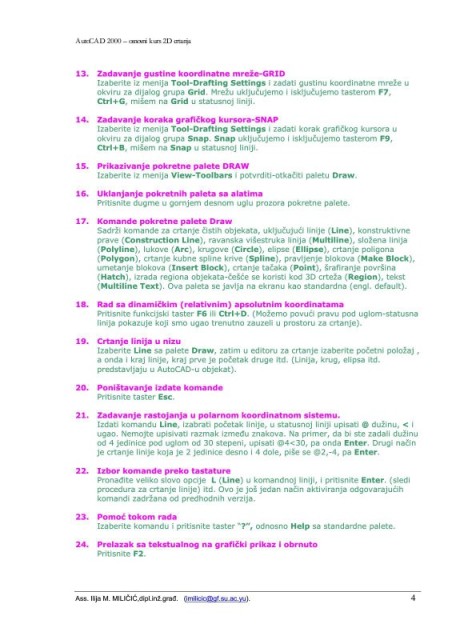 AutoCAD 2000 – osnovni kurs 2D crtanja
13. Zadavanje gustine koordinatne mreže-GRID
Izaberite iz menija Tool-Drafting Settings i zadati gustinu koordinatne mreže u
okviru za dijalog grupa Grid. Mrežu uključujemo i isključujemo tasterom F7,
Ctrl+G, mišem na Grid u statusnoj liniji.
14. Zadavanje koraka grafičkog kursora-SNAP
Izaberite iz menija Tool-Drafting Settings i zadati korak grafičkog kursora u
okviru za dijalog grupa Snap. Snap uključujemo i isključujemo tasterom F9,
Ctrl+B, mišem na Snap u statusnoj liniji.
15. Prikazivanje pokretne palete DRAW
Izaberite iz menija View-Toolbars i potvrditi-otkačiti paletu Draw.
16. Uklanjanje pokretnih paleta sa alatima
Pritisnite dugme u gornjem desnom uglu prozora pokretne palete.
17. Komande pokretne palete Draw
Sadrži komande za crtanje čistih objekata, uključujući linije (Line), konstruktivne
prave (Construction Line), ravanska višestruka linija (Multiline), složena linija
(Polyline), lukove (Arc), krugove (Circle), elipse (Ellipse), crtanje poligona
(Polygon), crtanje kubne spline krive (Spline), pravljenje blokova (Make Block),
umetanje blokova (Insert Block), crtanje tačaka (Point), šrafiranje površina
(Hatch), izrada regiona objekata-češće se koristi kod 3D crteža (Region), tekst
(Multiline Text). Ova paleta se javlja na ekranu kao standardna (engl. default).
18. Rad sa dinamičkim (relativnim) apsolutnim koordinatama
Pritisnite funkcijski taster F6 ili Ctrl+D. (Možemo povući pravu pod uglom-statusna
linija pokazuje koji smo ugao trenutno zauzeli u prostoru za crtanje).
19. Crtanje linija u nizu
Izaberite Line sa palete Draw, zatim u editoru za crtanje izaberite početni položaj ,
a onda i kraj linije, kraj prve je početak druge itd. (Linija, krug, elipsa itd.
predstavljaju u AutoCAD-u objekat).
20. Poništavanje izdate komande
Pritisnite taster Esc.
21. Zadavanje rastojanja u polarnom koordinatnom sistemu.
Izdati komandu Line, izabrati početak linije, u statusnoj liniji upisati @ dužinu, < i
ugao. Nemojte upisivati razmak između znakova. Na primer, da bi ste zadali dužinu
od 4 jedinice pod uglom od 30 stepeni, upisati @4<30, pa onda Enter. Drugi način
je crtanje linije koja je 2 jedinice desno i 4 dole, piše se @2,-4, pa Enter.
22. Izbor komande preko tastature
Pronađite veliko slovo opcije L (Line) u komandnoj liniji, i pritisnite Enter. (sledi
procedura za crtanje linije) itd. Ovo je još jedan način aktiviranja odgovarajućih
komandi zadržana od predhodnih verzija.
23. Pomoć tokom rada
Izaberite komandu i pritisnite taster “?”, odnosno Help sa standardne palete.
24. Prelazak sa tekstualnog na grafički prikaz i obrnuto
Pritisnite F2.
Ass. Ilija M. MILIČIĆ,dipl.inž.građ. (imilicic@gf.su.ac.yu). 4